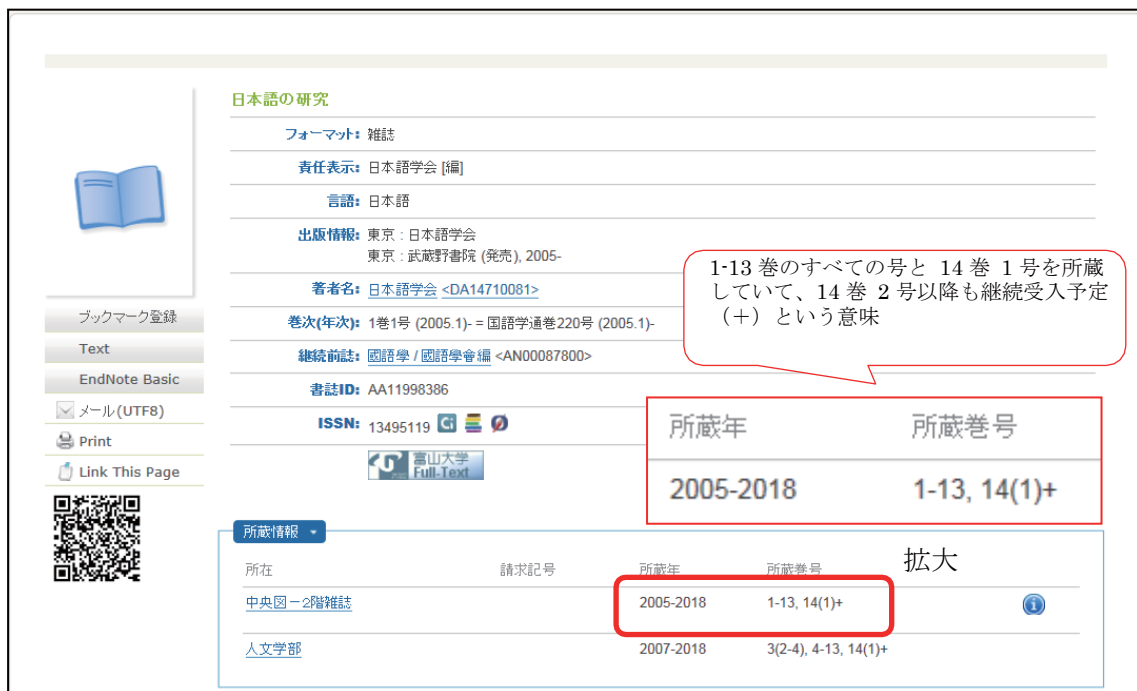 日本語の研究
フォーマット: 雑誌
責任表示: 日本語学会 [編]
言語: 日本語
出版情報: 東京 : 日本語学会
東京 : 武蔵野書院 (発売), 2005-
著者名: 日本語学会 <DA14710081>
巻次(年次): 1巻1号 (2005.1)- = 国語学通巻220号 (2005.1)-
継続前誌: 國語學 / 國語學會編 <AN00087800>
書誌ID: AA11998386
ISSN: 13495119 Ci
富山大学
Full-Text
ブックマーク登録
Text
EndNote Basic
メール(UTF8)
Print
Link This Page
1-13 巻のすべての号と 14 巻 1 号を所蔵
していて、14 巻 2 号以降も継続受入予定
(+) という意味
所蔵年 所蔵巻号
2005-2018 1-13, 14(1)+
拡大
所蔵情報
所在 請求記号 所蔵年 所蔵巻号
中央図-2階雑誌 2005-2018 1-13, 14(1)+
人文学部 2007-2018 3(2-4), 4-13, 14(1)+